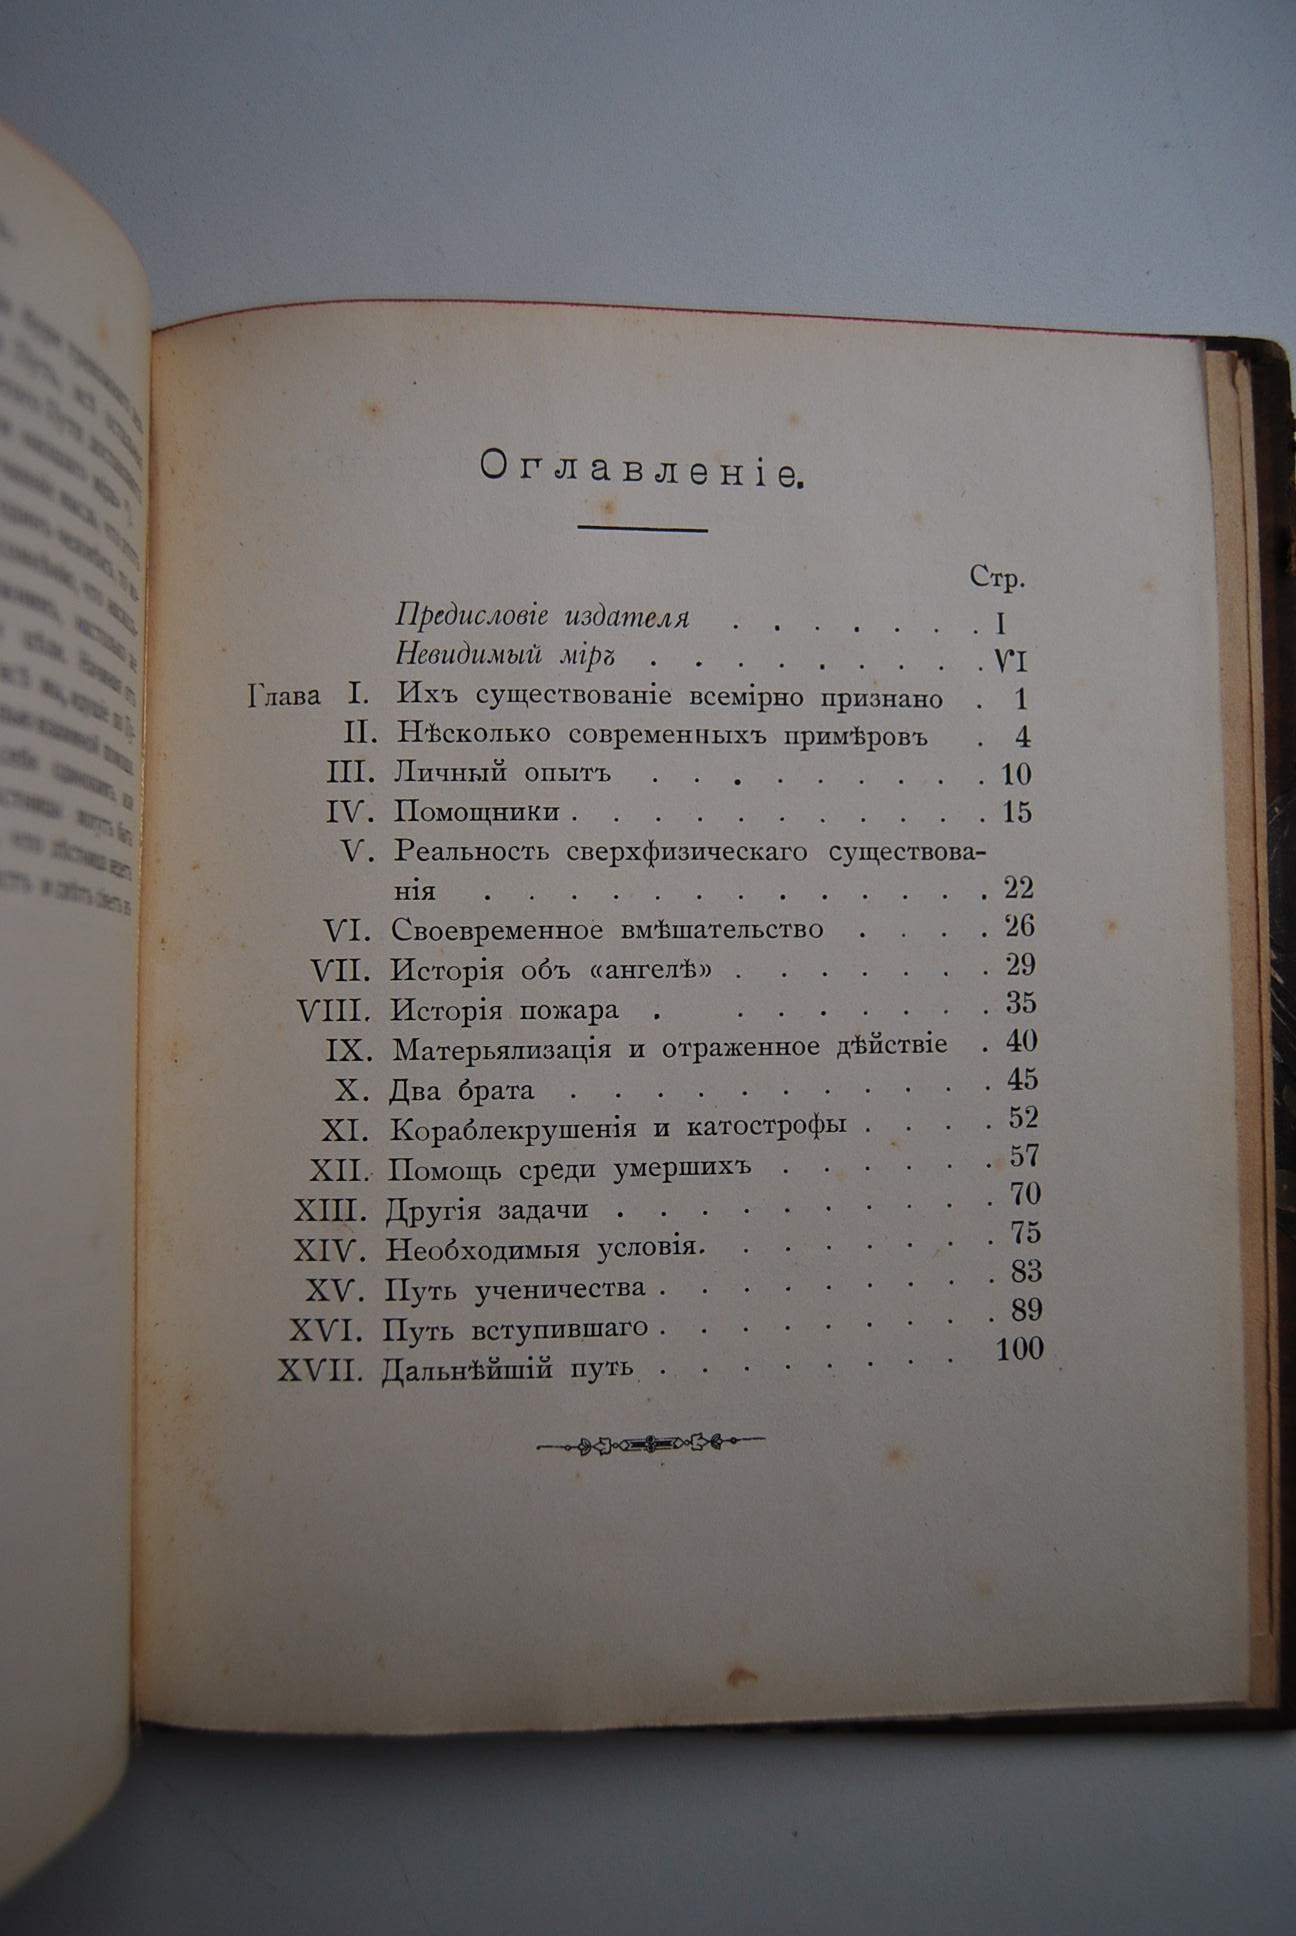 Оглавленіе.
Стр.
Предисловіе издателя . . . . . . . I
Невидимый міръ . . . . . . . . . VI
Глава I. Ихъ существованіе всемірно признано . 1
II. Нѣсколько современныхъ примѣровъ . 4
III. Личный опытъ . . . . . . . . . 10
IV. Помощники . . . . . . . . . . . 15
V. Реальность сверхфизическаго существова-
нія . . . . . . . . . . . . . 22
VI. Своевременное вмѣшательство . . . . 26
VII. Исторія объ «ангелѣ» . . . . . . . 29
VIII. Исторія пожара . . . . . . . . 35
IX. Матерьялизація и отраженное дѣйствіе . 40
X. Два брата . . . . . . . . . . . 45
XI. Кораблекрушенія и катострофы . . . . 52
XII. Помощь среди умершихъ . . . . . . 57
XIII. Другія задачи . . . . . . . . . . 70
XIV. Необходимыя условія. . . . . . . . 75
XV. Путь ученичества . . . . . . . . . 83
XVI. Путь вступившаго . . . . . . . . . 89
XVII. Дальнѣйшій путь . . . . . . . . 100